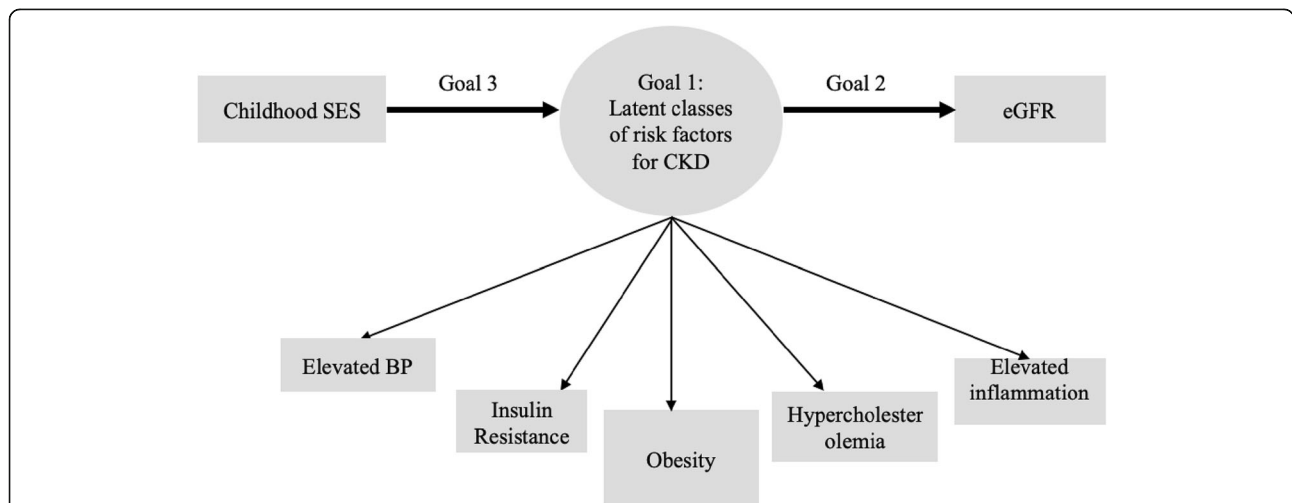 Childhood SES
Goal 3
Goal 1:
Latent classes
of risk factors
for CKD
Goal 2
eGFR
Elevated BP
Insulin
Resistance
Obesity
Hypercholester
olemia
Elevated
inflammation